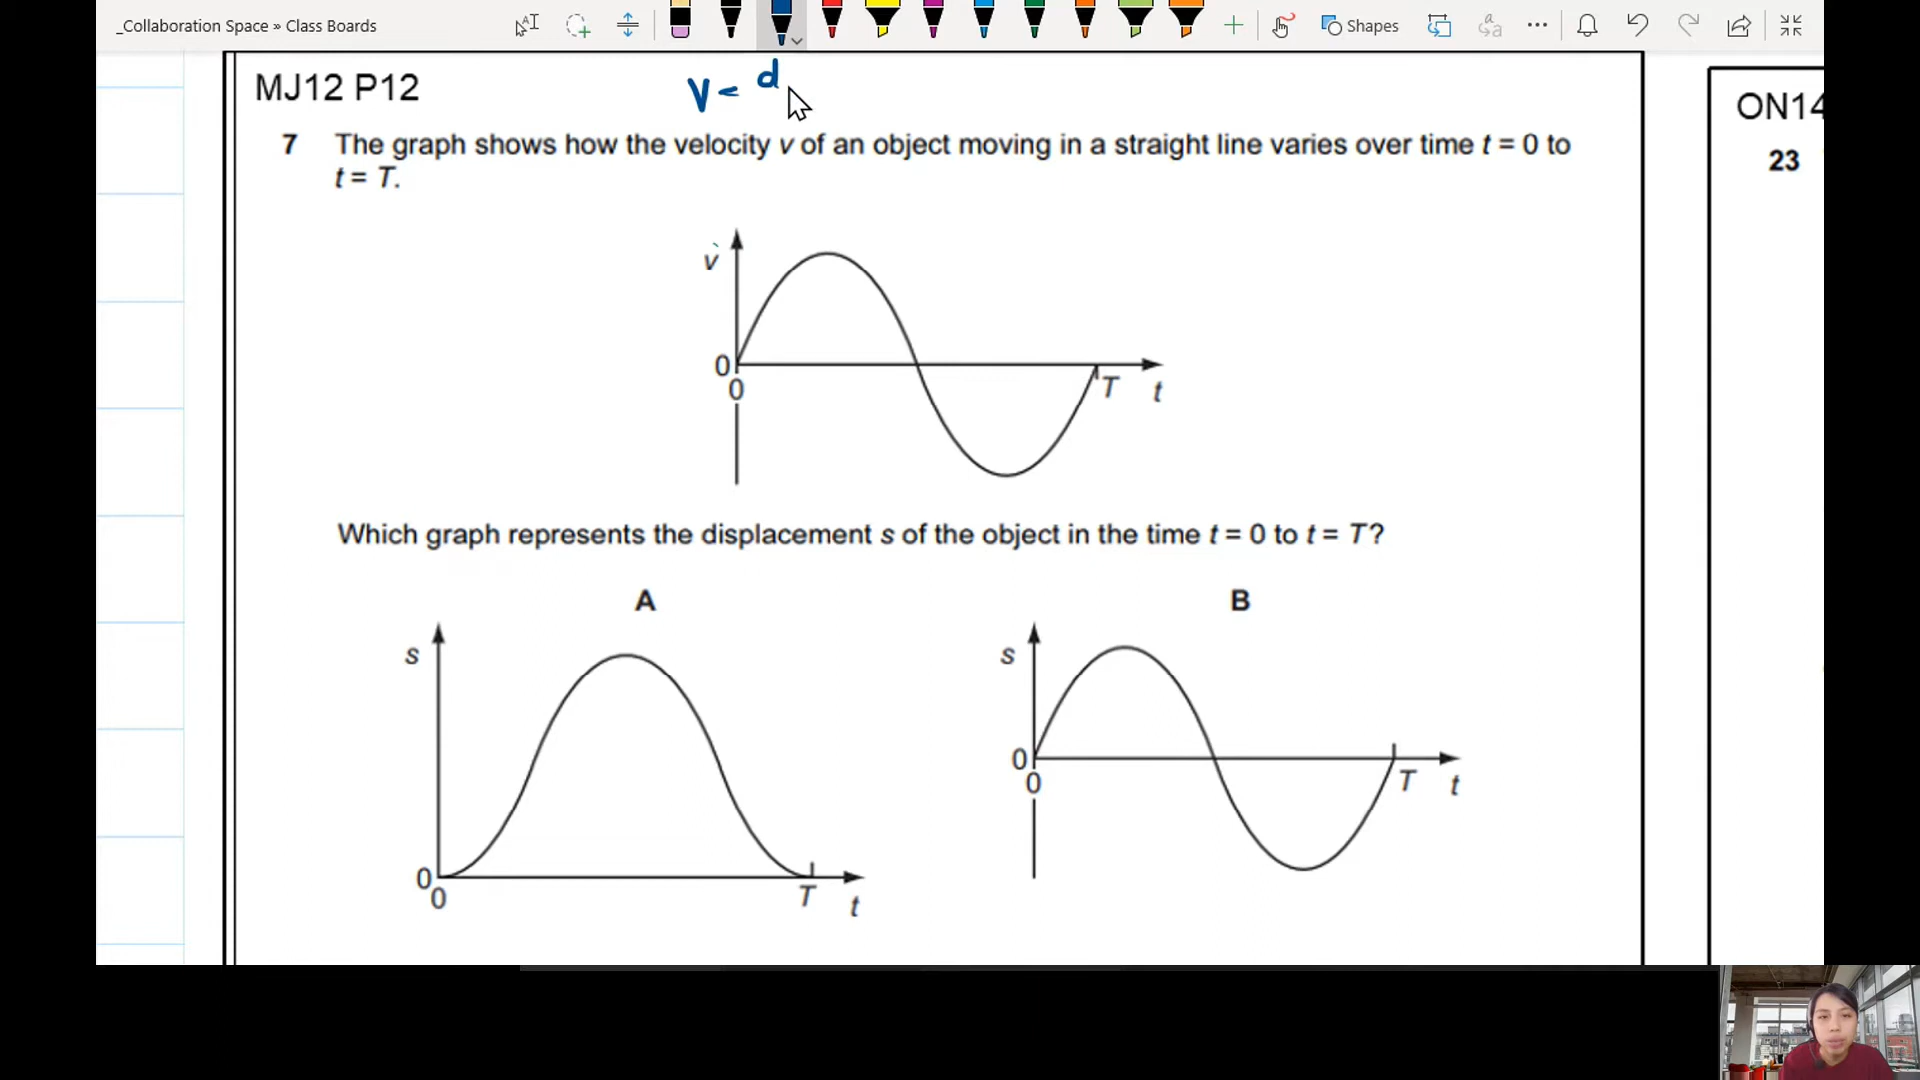 _Collaboration Space » Class Boards
Shapes
MJ12 P12
V = d
7 The graph shows how the velocity v of an object moving in a straight line varies over time t = 0 to
t = T.
v
0
0
T
t
Which graph represents the displacement s of the object in the time t = 0 to t = T?
A
B
s
0
0
T
t
s
0
0
T
t
ON14
23